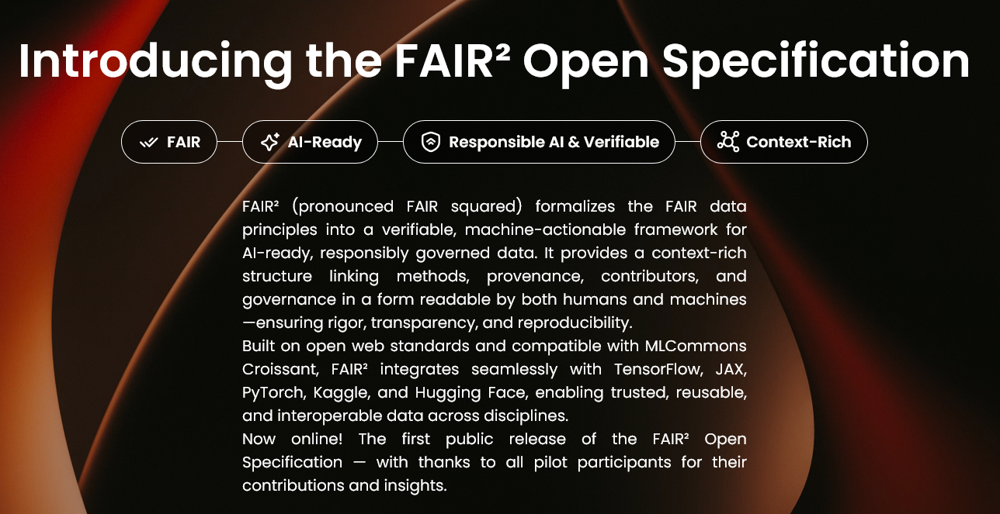 Introducing the FAIR² Open Specification
FAIR
AI-Ready
Responsible AI & Verifiable
Context-Rich
FAIR² (pronounced FAIR squared) formalizes the FAIR data
principles into a verifiable, machine-actionable framework for
AI-ready, responsibly governed data. It provides a context-rich
structure linking methods, provenance, contributors, and
governance in a form readable by both humans and machines
—ensuring rigor, transparency, and reproducibility.
Built on open web standards and compatible with MLCommons
Croissant, FAIR² integrates seamlessly with TensorFlow, JAX,
PyTorch, Kaggle, and Hugging Face, enabling trusted, reusable,
and interoperable data across disciplines.
Now online! The first public release of the FAIR² Open
Specification — with thanks to all pilot participants for their
contributions and insights.